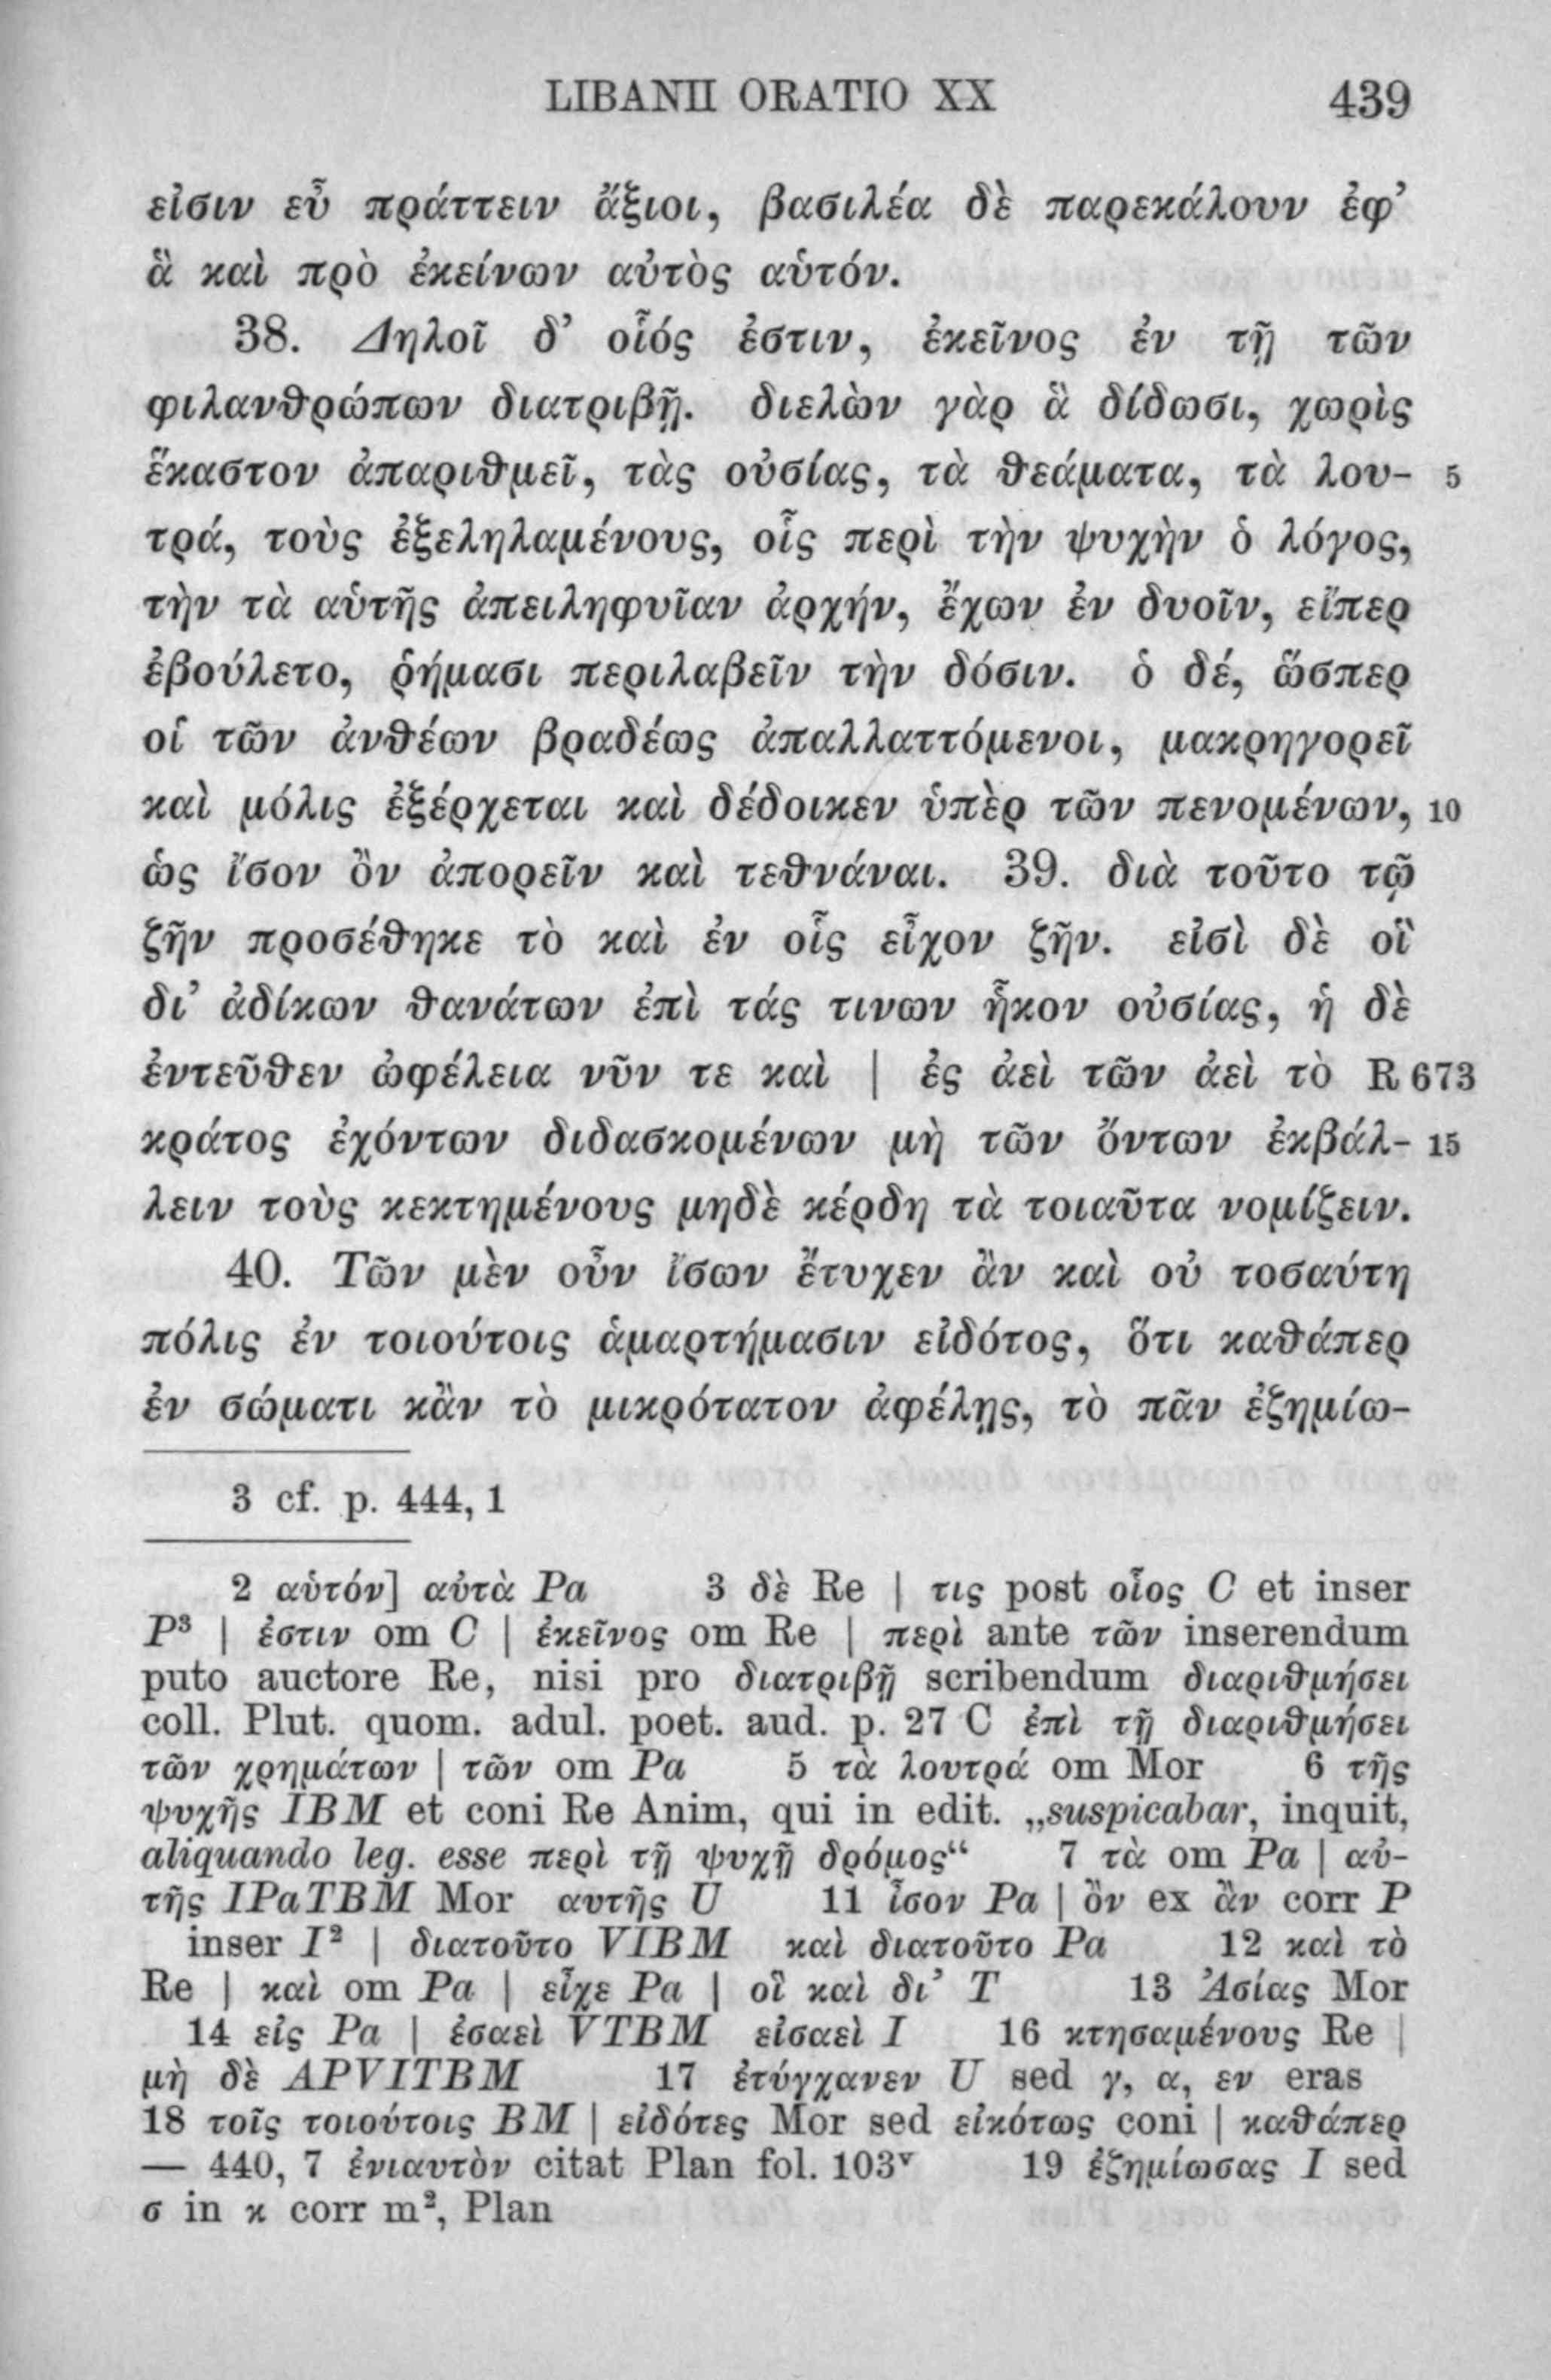 LIBANII ORATIO XX 439
εἰσιν εὖ πράττειν ἄξιοι, βασιλέα δὲ παρεκάλουν ἐφ’
ἃ καὶ πρὸ ἐκείνων αὐτὸς αὑτόν.
38. Δηλοῖ δ’ οἷός ἐστιν, ἐκεῖνος ἐν τῇ τῶν
φιλανθρώπων διατριβῇ. διελὼν γὰρ ἃ δίδωσι, χωρὶς
ἕκαστον ἀπαριθμεῖ, τὰς οὐσίας, τὰ θεάματα, τὰ λου- 5
τρά, τοὺς ἐξεληλαμένους, οἷς περὶ τὴν ψυχὴν ὁ λόγος,
τὴν τὰ αὑτῆς ἀπειληφυῖαν ἀρχήν, ἔχων ἐν δυοῖν, εἴπερ
ἐβούλετο, ῥήμασι περιλαβεῖν τὴν δόσιν. ὁ δέ, ὥσπερ
οἱ τῶν ἀνθέων βραδέως ἀπαλλαττόμενοι, μακρηγορεῖ
καὶ μόλις ἐξέρχεται καὶ δέδοικεν ὑπὲρ τῶν πενομένων, 10
ὡς ἴσον ὂν ἀπορεῖν καὶ τεθνάναι. 39. διὰ τοῦτο τῷ
ζῆν προσέθηκε τὸ καὶ ἐν οἷς εἶχον ζῆν. εἰσὶ δὲ οἳ
δι’ ἀδίκων θανάτων ἐπὶ τάς τινων ἧκον οὐσίας, ἡ δὲ
ἐντεῦθεν ὠφέλεια νῦν τε καὶ | ἐς ἀεὶ τῶν ἀεὶ τὸ R 673
κράτος ἐχόντων διδασκομένων μὴ τῶν ὄντων ἐκβάλ- 15
λειν τοὺς κεκτημένους μηδὲ κέρδη τὰ τοιαῦτα νομίζειν.
40. Τῶν μὲν οὖν ἴσων ἔτυχεν ἂν καὶ οὐ τοσαύτη
πόλις ἐν τοιούτοις ἁμαρτήμασιν εἰδότος, ὅτι καθάπερ
ἐν σώματι κἂν τὸ μικρότατον ἀφέλῃς, τὸ πᾶν ἐζημίω-
3 cf. p. 444, 1
2 αὑτόν] αὐτὰ Pa 3 δὲ Re | τις post οἷος C et inser
P³ | ἐστιν om C | ἐκεῖνος om Re | περὶ ante τῶν inserendum
puto auctore Re, nisi pro διατριβῇ scribendum διαριθμήσει
coll. Plut. quom. adul. poet. aud. p. 27 C ἐπὶ τῇ διαριθμήσει
τῶν χρημάτων | τῶν om Pa 5 τὰ λουτρά om Mor 6 τῆς
ψυχῆς IBM et coni Re Anim, qui in edit. „suspicabar, inquit,
aliquando leg. esse περὶ τῇ ψυχῇ δρόμος“ 7 τὰ om Pa | αὐ-
τῆς IPaTBM Mor αυτῆς U 11 ἶσον Pa | ὂν ex ἂν corr P
inser I² | διατοῦτο VIBM καὶ διατοῦτο Pa 12 καὶ τὸ
Re | καὶ om Pa | εἶχε Pa | οἳ καὶ δι’ T 13 Ἀσίας Mor
14 εἰς Pa | ἐσαεὶ VTBM εἰσαεὶ I 16 κτησαμένους Re |
μὴ δὲ APVITBM 17 ἐτύγχανεν U sed γ, α, εν eras
18 τοῖς τοιούτοις BM | εἰδότες Mor sed εἰκότως coni | καθάπερ
— 440, 7 ἐνιαυτὸν citat Plan fol. 103ᵛ 19 ἐζημίωσας I sed
σ in κ corr m², Plan